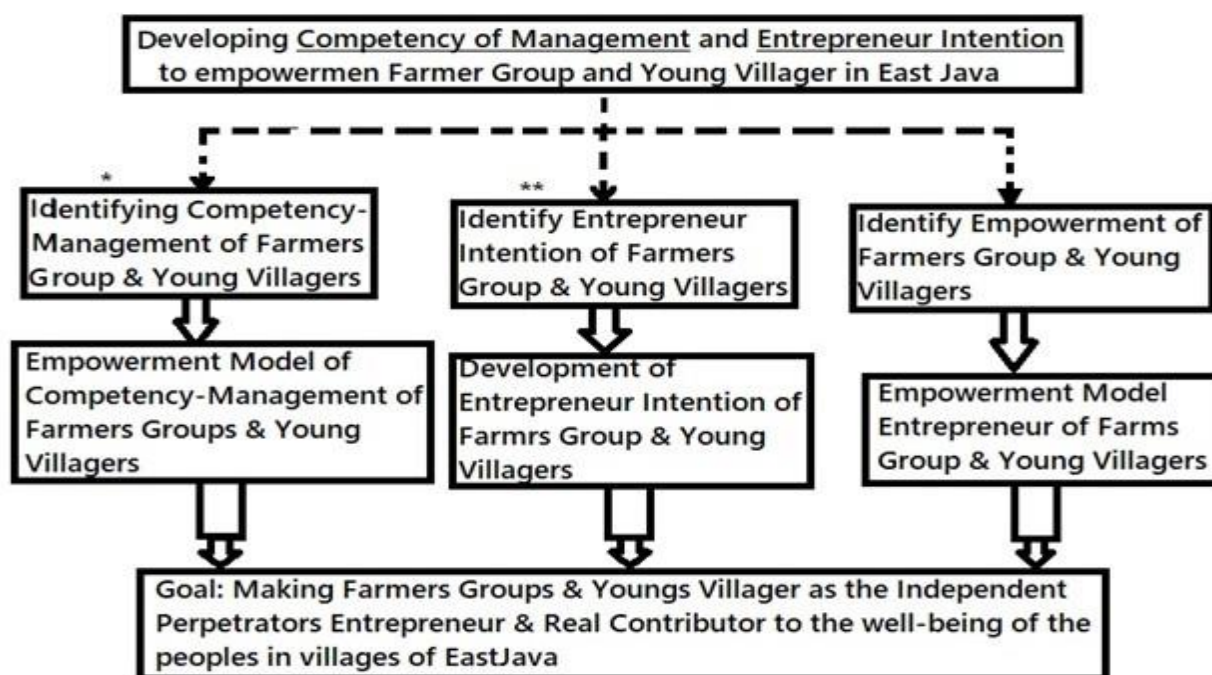 Developing Competency of Management and Entrepreneur Intention
to empowermen Farmer Group and Young Villager in East Java
*
Identifying Competency-
Management of Farmers
Group & Young Villagers
**
Identify Entrepreneur
Intention of Farmers
Group & Young Villagers
Identify Empowerment of
Farmers Group & Young
Villagers
Empowerment Model of
Competency-Management of
Farmers Groups & Young
Villagers
Development of
Entrepreneur Intention of
Farmrs Group & Young
Villagers
Empowerment Model
Entrepreneur of Farms
Group & Young Villagers
Goal: Making Farmers Groups & Youngs Villager as the Independent
Perpetrators Entrepreneur & Real Contributor to the well-being of the
peoples in villages of EastJava